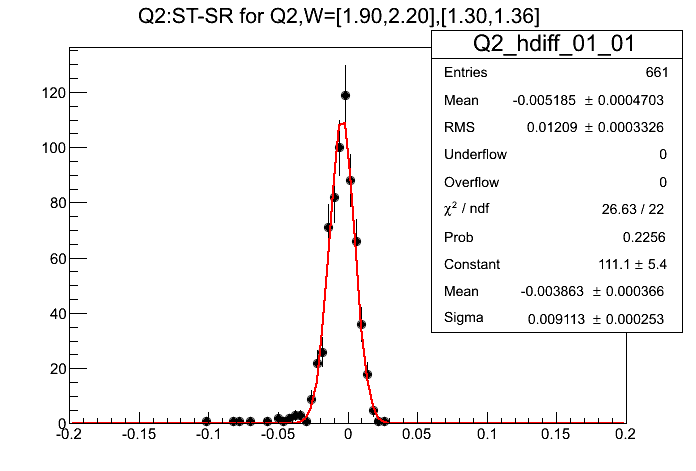 Q2:ST-SR for Q2,W=[1.90,2.20],[1.30,1.36]
Q2_hdiff_01_01
Entries 661
Mean -0.005185 ± 0.0004703
RMS 0.01209 ± 0.0003326
Underflow 0
Overflow 0
χ² / ndf 26.63 / 22
Prob 0.2256
Constant 111.1 ± 5.4
Mean -0.003863 ± 0.000366
Sigma 0.009113 ± 0.000253
120
100
80
60
40
20
0
-0.2 -0.15 -0.1 -0.05 0 0.05 0.1 0.15 0.2